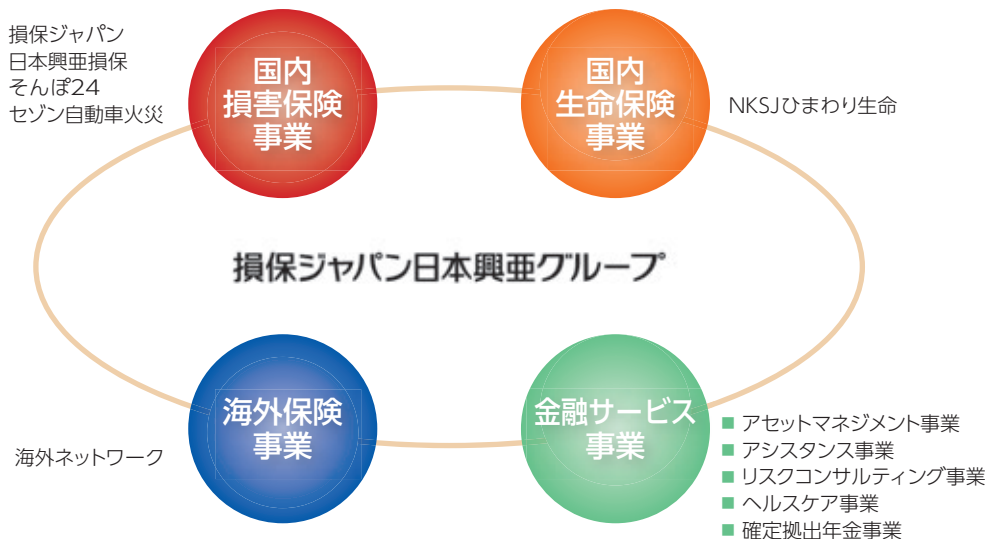 損保ジャパン
日本興亜損保
そんぽ24
セゾン自動車火災
国内
損害保険
事業
国内
生命保険
事業
NKSJひまわり生命
損保ジャパン日本興亜グループ
海外保険
事業
海外ネットワーク
金融サービス
事業
■ アセットマネジメント事業
■ アシスタンス事業
■ リスクコンサルティング事業
■ ヘルスケア事業
■ 確定拠出年金事業